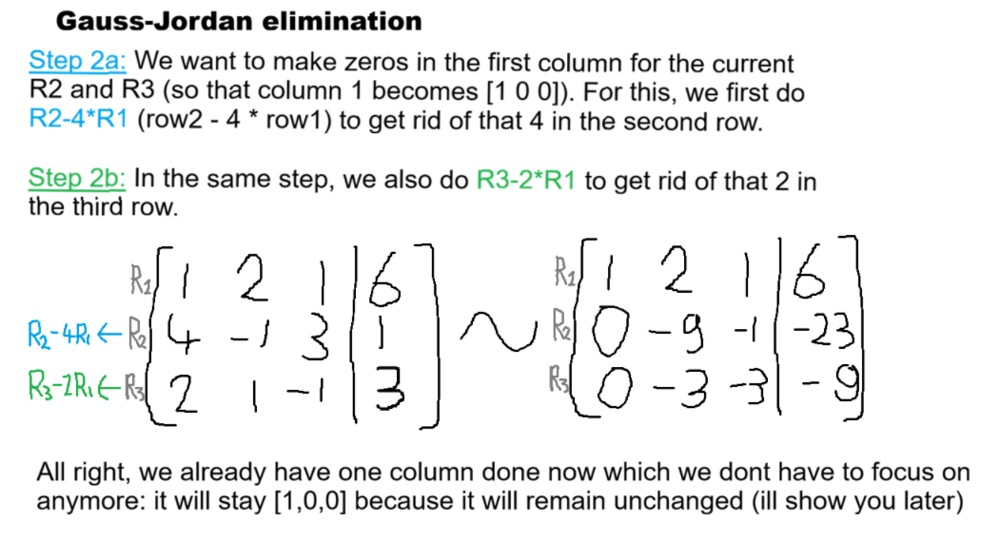 Gauss-Jordan elimination
Step 2a: We want to make zeros in the first column for the current
R2 and R3 (so that column 1 becomes [1 0 0]). For this, we first do
R2-4*R1 (row2 - 4 * row1) to get rid of that 4 in the second row.
Step 2b: In the same step, we also do R3-2*R1 to get rid of that 2 in
the third row.
R₁ [ 1 2 1 | 6 ] R₁ [ 1 2 1 | 6 ]
R₂-4R₁ ← R₂ [ 4 -1 3 | 1 ] ~ R₂ [ 0 -9 -1 | -23 ]
R₃-2R₁ ← R₃ [ 2 1 -1 | 3 ] R₃ [ 0 -3 -3 | -9 ]
All right, we already have one column done now which we dont have to focus on
anymore: it will stay [1,0,0] because it will remain unchanged (ill show you later)